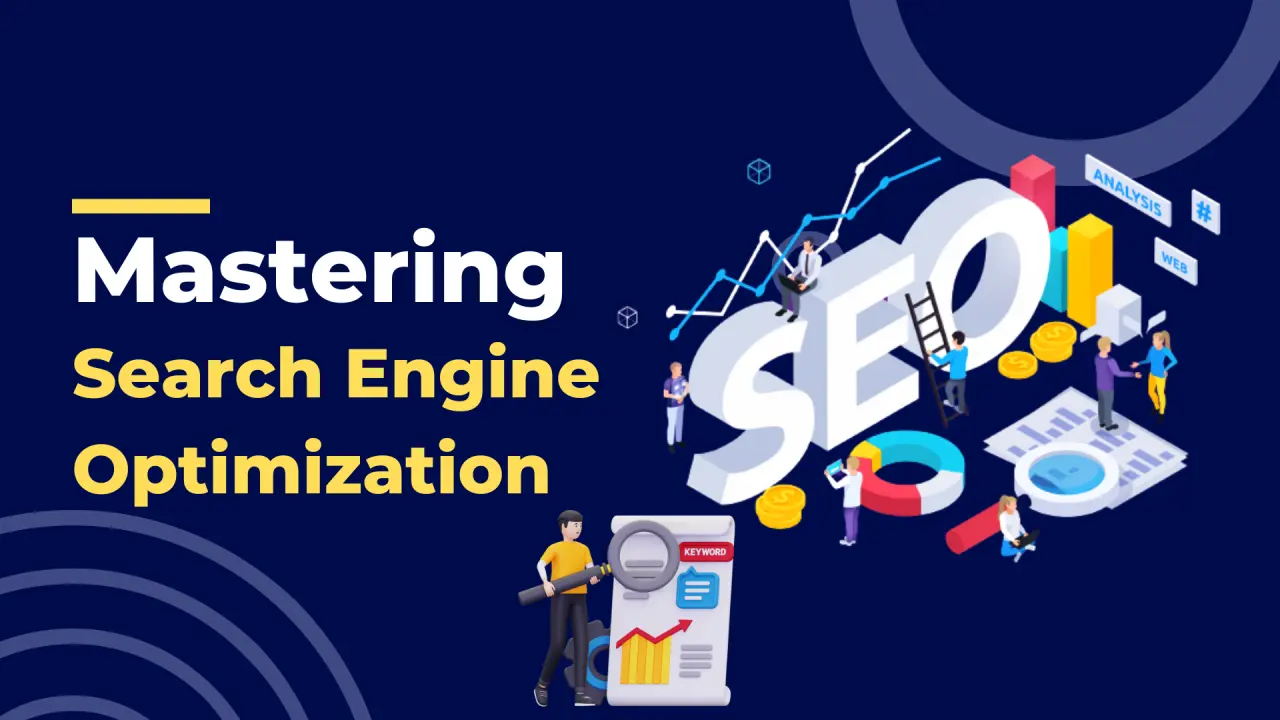 Mastering
Search Engine
Optimization
SEO
ANALYSIS
#
WEB
KEYWORD